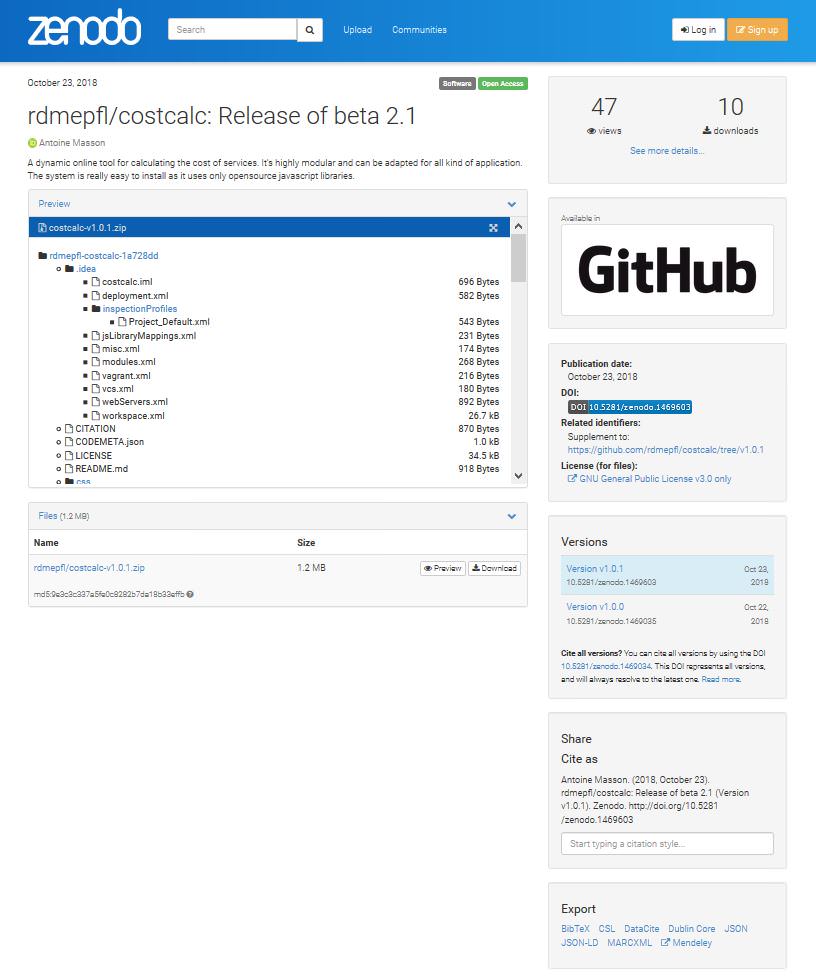 zenodo
Search
Upload
Communities
Log in
Sign up
October 23, 2018
Software
Open Access
rdmepfl/costcalc: Release of beta 2.1
iD Antoine Masson
A dynamic online tool for calculating the cost of services. It's highly modular and can be adapted for all kind of application.
The system is really easy to install as it uses only opensource javascript libraries.
Preview
costcalc-v1.0.1.zip
rdmepfl-costcalc-1a728dd
.idea
costcalc.iml 696 Bytes
deployment.xml 582 Bytes
inspectionProfiles
Project_Default.xml 543 Bytes
jsLibraryMappings.xml 231 Bytes
misc.xml 174 Bytes
modules.xml 268 Bytes
vagrant.xml 216 Bytes
vcs.xml 180 Bytes
webServers.xml 892 Bytes
workspace.xml 26.7 kB
CITATION 870 Bytes
CODEMETA.json 1.0 kB
LICENSE 34.5 kB
README.md 918 Bytes
css
Files (1.2 MB)
Name Size
rdmepfl/costcalc-v1.0.1.zip 1.2 MB Preview Download
md5:9e3c3c337a5fe0c8282b7da18b33effb ?
47 10
views downloads
See more details...
Available in
GitHub
Publication date:
October 23, 2018
DOI:
DOI 10.5281/zenodo.1469603
Related identifiers:
Supplement to:
https://github.com/rdmepfl/costcalc/tree/v1.0.1
License (for files):
GNU General Public License v3.0 only
Versions
Version v1.0.1 Oct 23,
10.5281/zenodo.1469603 2018
Version v1.0.0 Oct 22,
10.5281/zenodo.1469035 2018
Cite all versions? You can cite all versions by using the DOI
10.5281/zenodo.1469034. This DOI represents all versions,
and will always resolve to the latest one. Read more.
Share
Cite as
Antoine Masson. (2018, October 23).
rdmepfl/costcalc: Release of beta 2.1 (Version
v1.0.1). Zenodo. http://doi.org/10.5281
/zenodo.1469603
Start typing a citation style...
Export
BibTeX CSL DataCite Dublin Core JSON
JSON-LD MARCXML Mendeley